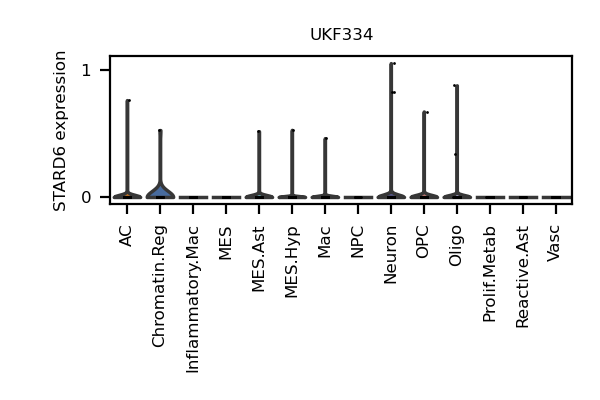 UKF334
STARD6 expression
1
0
AC
Chromatin.Reg
Inflammatory.Mac
MES
MES.Ast
MES.Hyp
Mac
NPC
Neuron
OPC
Oligo
Prolif.Metab
Reactive.Ast
Vasc